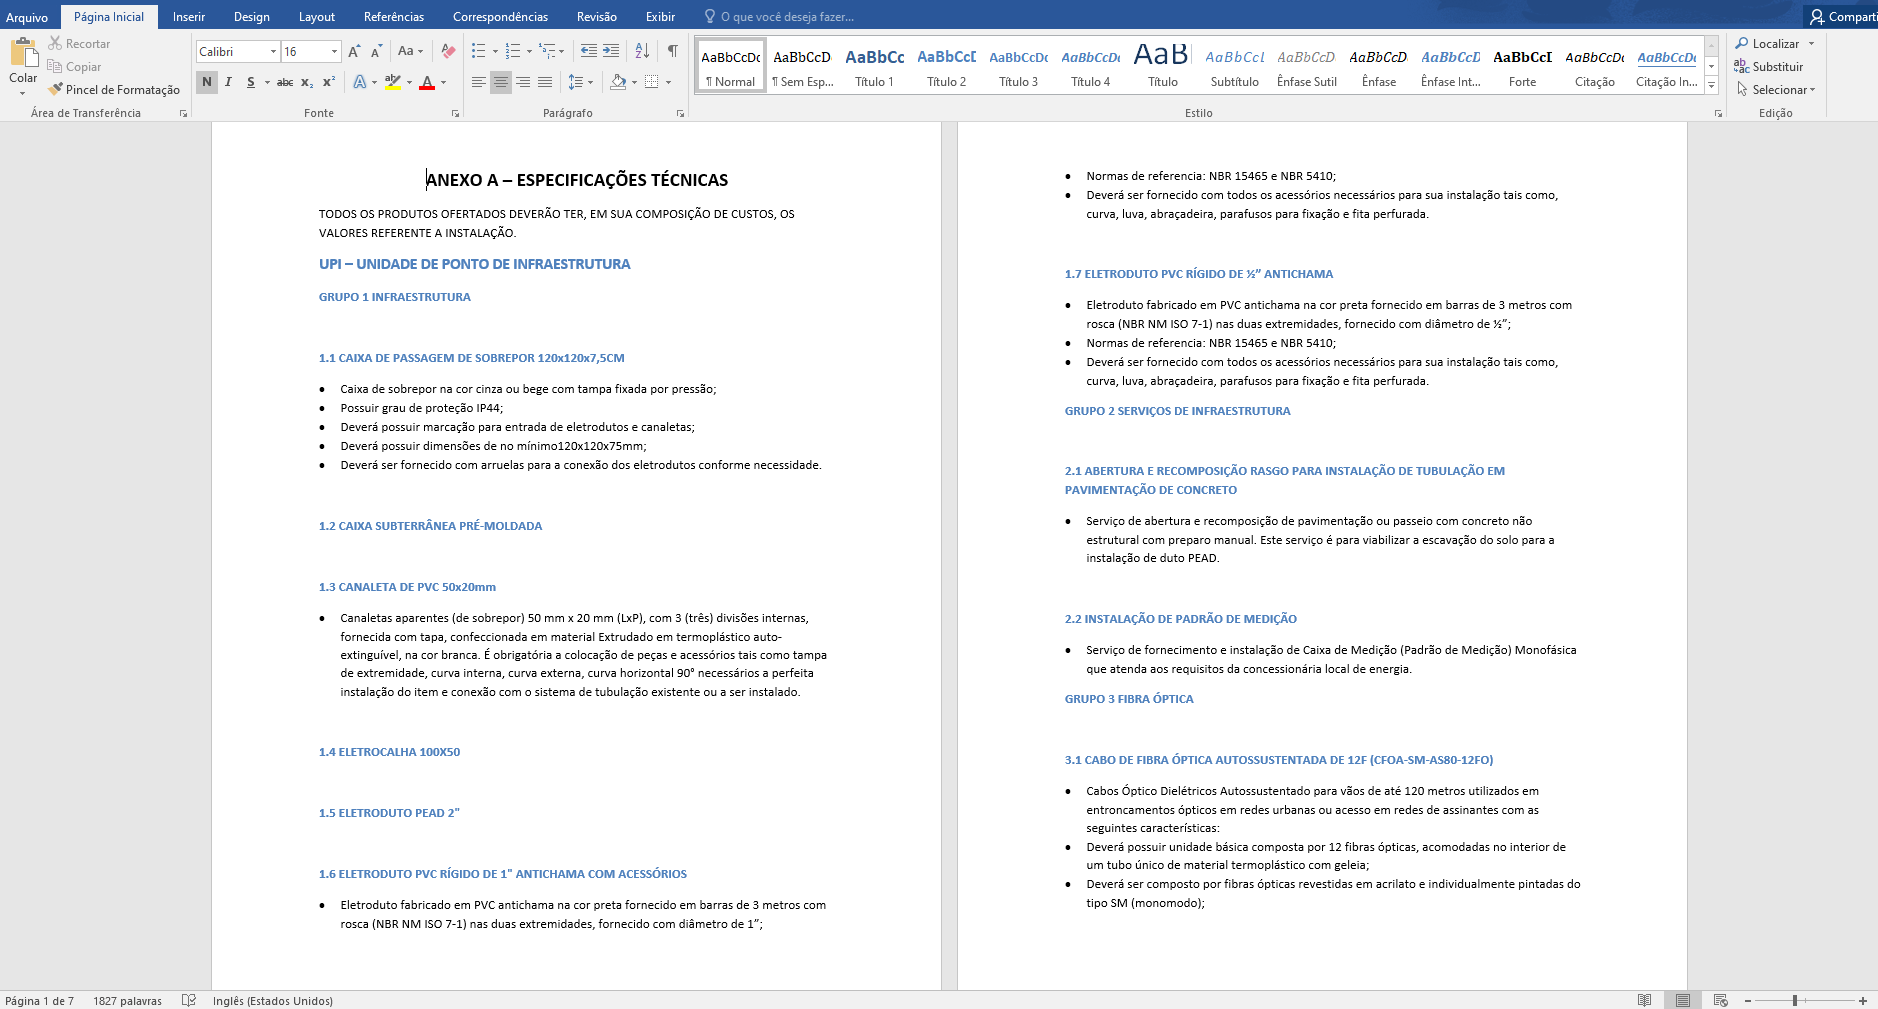 Arquivo
Página Inicial
Inserir
Design
Layout
Referências
Correspondências
Revisão
Exibir
O que você deseja fazer...
Colar
Recortar
Copiar
Pincel de Formatação
Área de Transferência
Calibri
16
Aa
N I S abc x₂ x²
Fonte
Parágrafo
AaBbCcDc AaBbCcD AaBbCc AaBbCcD AaBbCcDc AaBbCcDc AaB AaBbCcL AaBbCcD AaBbCcD AaBbCcD AaBbCcI AaBbCcDc AaBbCcDc
¶ Normal ¶ Sem Esp... Título 1 Título 2 Título 3 Título 4 Título Subtítulo Ênfase Sutil Ênfase Ênfase Int... Forte Citação Citação In...
Estilo
Localizar
Substituir
Selecionar
Edição
ANEXO A – ESPECIFICAÇÕES TÉCNICAS
TODOS OS PRODUTOS OFERTADOS DEVERÃO TER, EM SUA COMPOSIÇÃO DE CUSTOS, OS
VALORES REFERENTE A INSTALAÇÃO.
UPI – UNIDADE DE PONTO DE INFRAESTRUTURA
GRUPO 1 INFRAESTRUTURA
1.1 CAIXA DE PASSAGEM DE SOBREPOR 120x120x7,5CM
• Caixa de sobrepor na cor cinza ou bege com tampa fixada por pressão;
• Possuir grau de proteção IP44;
• Deverá possuir marcação para entrada de eletrodutos e canaletas;
• Deverá possuir dimensões de no mínimo120x120x75mm;
• Deverá ser fornecido com arruelas para a conexão dos eletrodutos conforme necessidade.
1.2 CAIXA SUBTERRÂNEA PRÉ-MOLDADA
1.3 CANALETA DE PVC 50x20mm
• Canaletas aparentes (de sobrepor) 50 mm x 20 mm (LxP), com 3 (três) divisões internas,
fornecida com tapa, confeccionada em material Extrudado em termoplástico auto-
extinguível, na cor branca. É obrigatória a colocação de peças e acessórios tais como tampa
de extremidade, curva interna, curva externa, curva horizontal 90° necessários a perfeita
instalação do item e conexão com o sistema de tubulação existente ou a ser instalado.
1.4 ELETROCALHA 100X50
1.5 ELETRODUTO PEAD 2"
1.6 ELETRODUTO PVC RÍGIDO DE 1" ANTICHAMA COM ACESSÓRIOS
• Eletroduto fabricado em PVC antichama na cor preta fornecido em barras de 3 metros com
rosca (NBR NM ISO 7-1) nas duas extremidades, fornecido com diâmetro de 1”;
• Normas de referencia: NBR 15465 e NBR 5410;
• Deverá ser fornecido com todos os acessórios necessários para sua instalação tais como,
curva, luva, abraçadeira, parafusos para fixação e fita perfurada.
1.7 ELETRODUTO PVC RÍGIDO DE ½” ANTICHAMA
• Eletroduto fabricado em PVC antichama na cor preta fornecido em barras de 3 metros com
rosca (NBR NM ISO 7-1) nas duas extremidades, fornecido com diâmetro de ½”;
• Normas de referencia: NBR 15465 e NBR 5410;
• Deverá ser fornecido com todos os acessórios necessários para sua instalação tais como,
curva, luva, abraçadeira, parafusos para fixação e fita perfurada.
GRUPO 2 SERVIÇOS DE INFRAESTRUTURA
2.1 ABERTURA E RECOMPOSIÇÃO RASGO PARA INSTALAÇÃO DE TUBULAÇÃO EM
PAVIMENTAÇÃO DE CONCRETO
• Serviço de abertura e recomposição de pavimentação ou passeio com concreto não
estrutural com preparo manual. Este serviço é para viabilizar a escavação do solo para a
instalação de duto PEAD.
2.2 INSTALAÇÃO DE PADRÃO DE MEDIÇÃO
• Serviço de fornecimento e instalação de Caixa de Medição (Padrão de Medição) Monofásica
que atenda aos requisitos da concessionária local de energia.
GRUPO 3 FIBRA ÓPTICA
3.1 CABO DE FIBRA ÓPTICA AUTOSSUSTENTADA DE 12F (CFOA-SM-AS80-12FO)
• Cabos Óptico Dielétricos Autossustentado para vãos de até 120 metros utilizados em
entroncamentos ópticos em redes urbanas ou acesso em redes de assinantes com as
seguintes características:
• Deverá possuir unidade básica composta por 12 fibras ópticas, acomodadas no interior de
um tubo único de material termoplástico com geleia;
• Deverá ser composto por fibras ópticas revestidas em acrilato e individualmente pintadas do
tipo SM (monomodo);
Página 1 de 7
1827 palavras
Inglês (Estados Unidos)